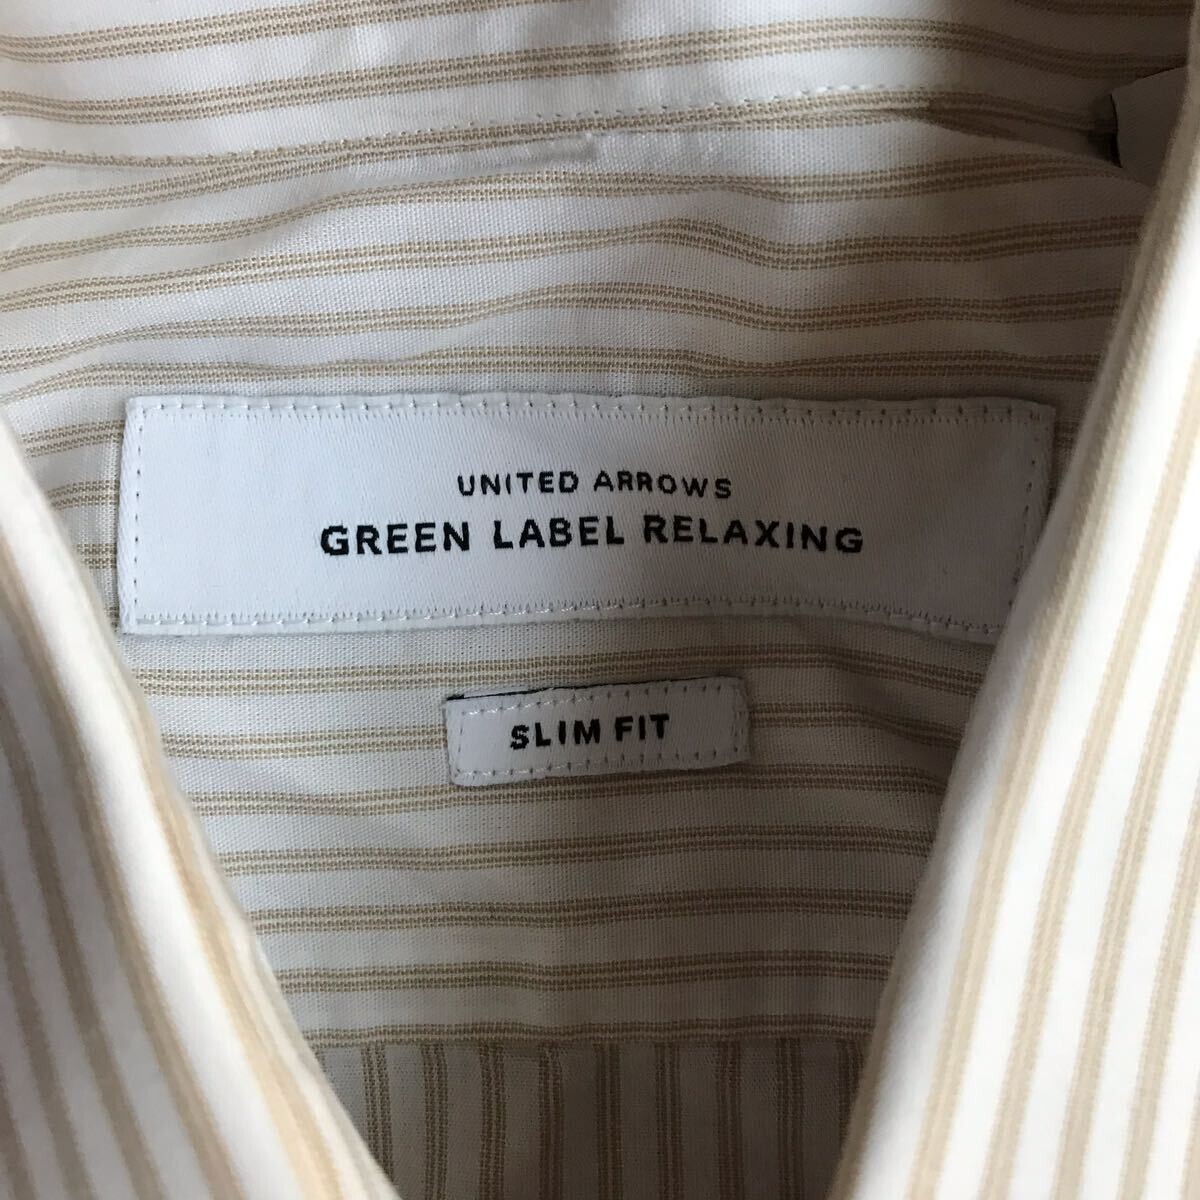 UNITED ARROWS
GREEN LABEL RELAXING
SLIM FIT